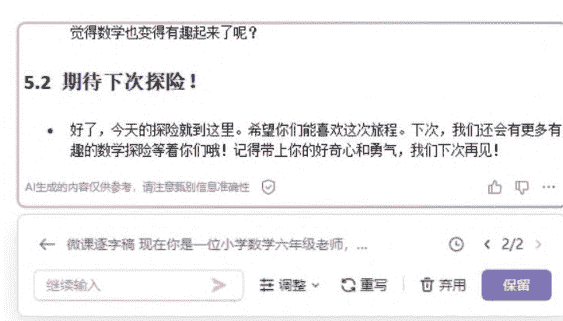 觉得数学也变得有趣起来了呢？
5.2 期待下次探险！
• 好了，今天的探险就到这里。希望你们能喜欢这次旅程。下次，我们还会有更多有
趣的数学探险等着你们哦！记得带上你的好奇心和勇气，我们下次再见！
AI生成的内容仅供参考，请注意甄别信息准确性
微课逐字稿 现在你是一位小学数学六年级老师，... 2/2
继续输入 调整 重写 弃用 保留